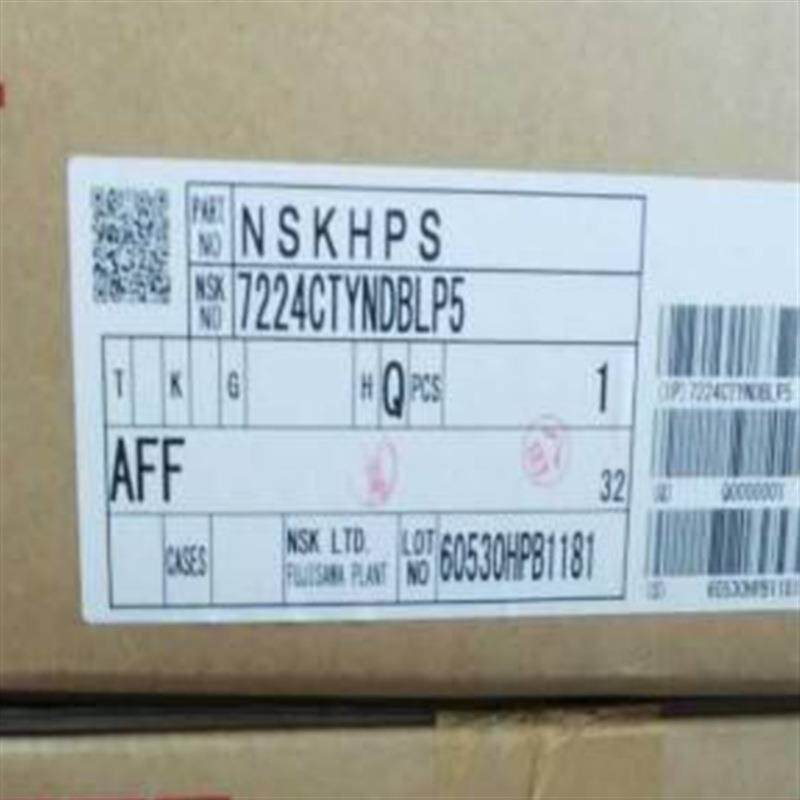 PART NO NSKHPS
NSK NO 7224CTYNDBLP5
T K G H Q PCS 1
AFF
32
CASES NSK LTD. FUJISAWA PLANT LOT NO 60530HPB1181
(1P)7224CTYNDBLP5
(Q) Q0000001
(S) 60530HPB1181